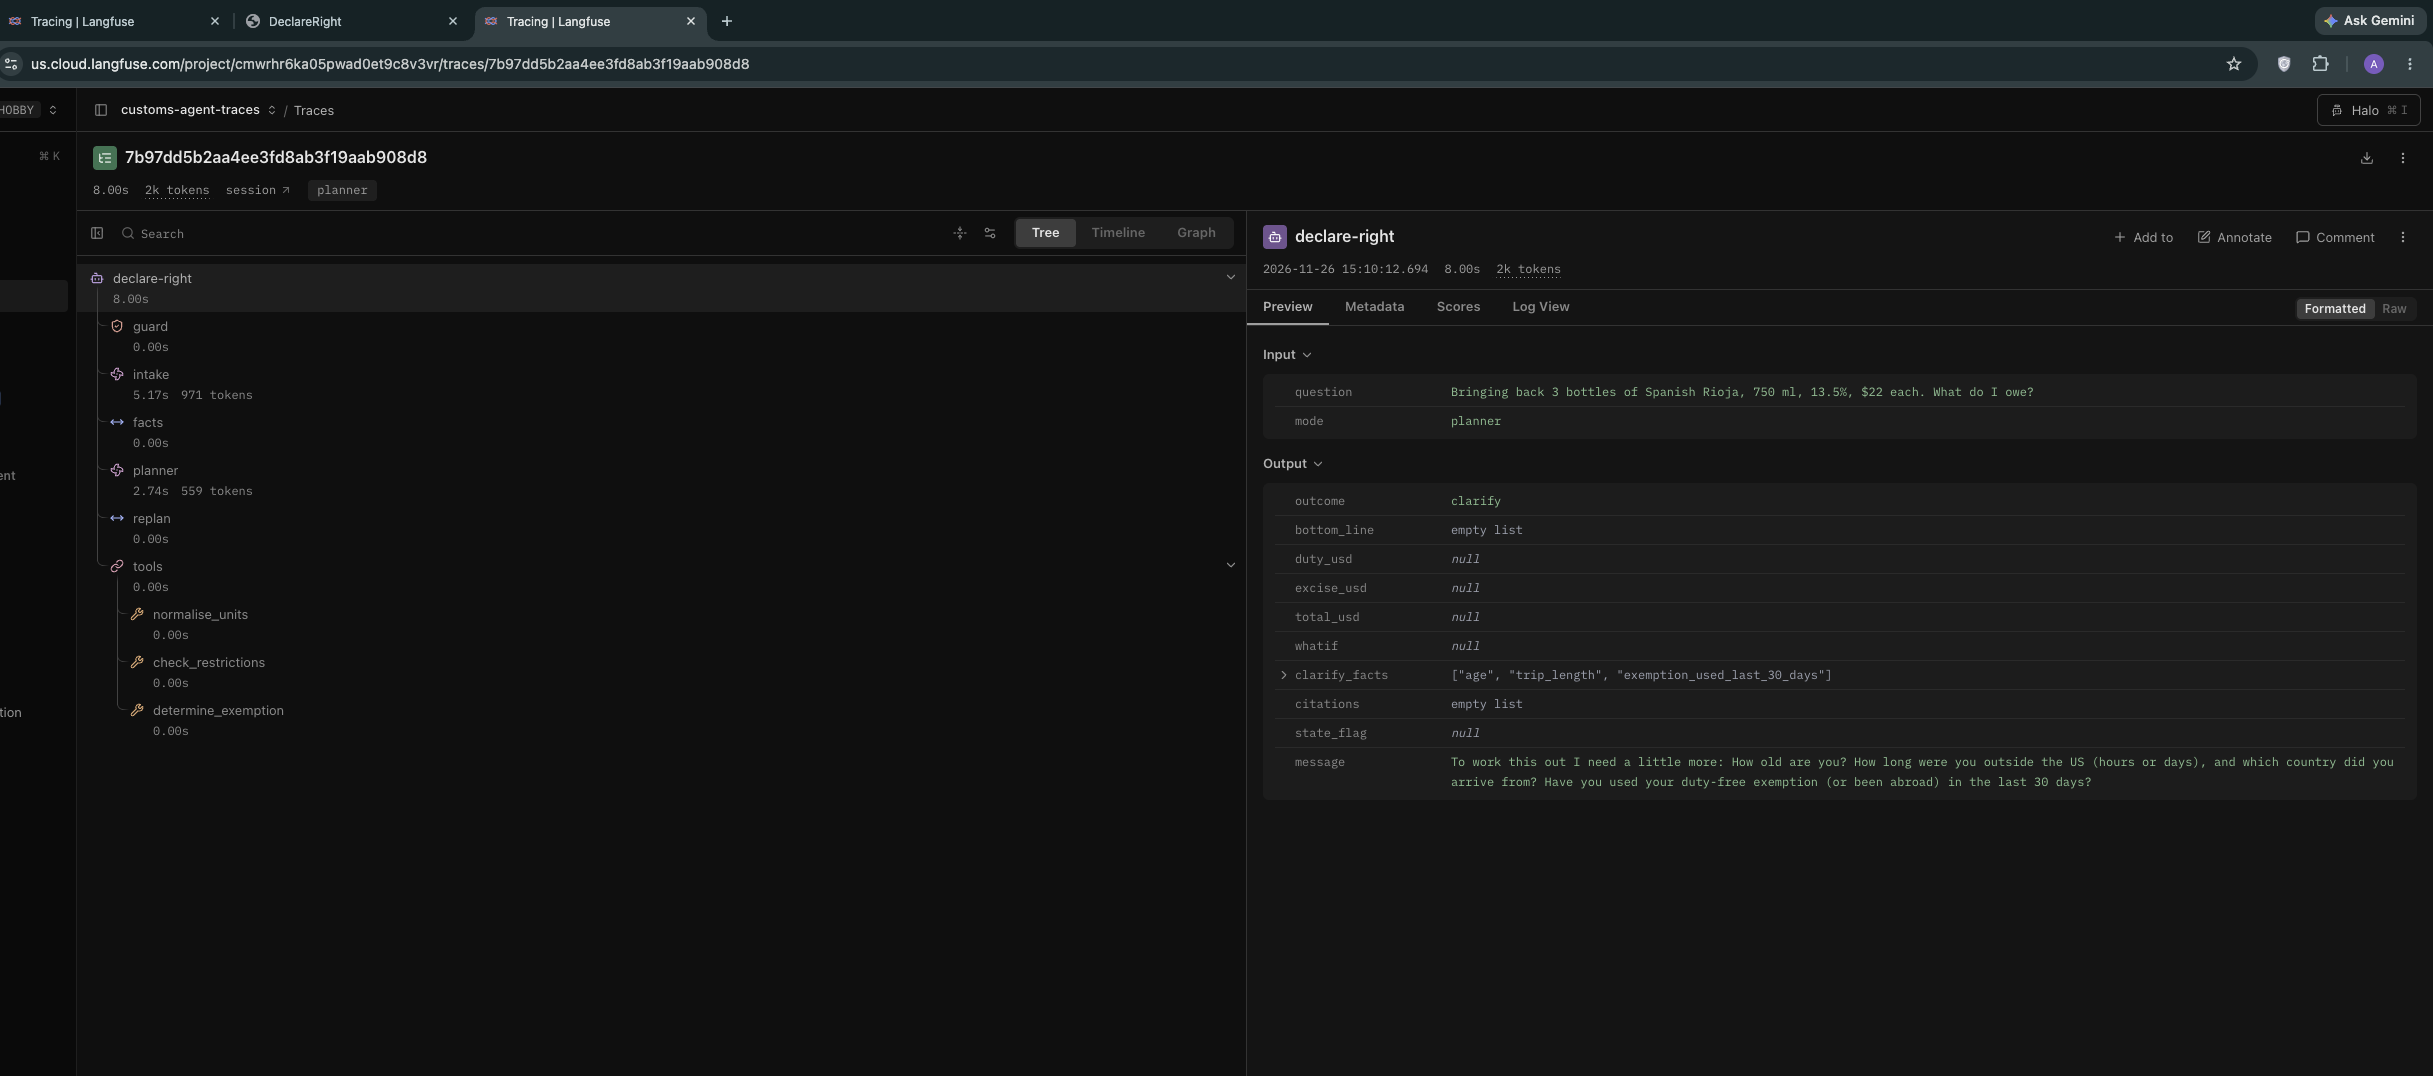 Tracing | Langfuse
DeclareRight
Tracing | Langfuse
Ask Gemini
us.cloud.langfuse.com/project/cmwrhr6ka05pwad0et9c8v3vr/traces/7b97dd5b2aa4ee3fd8ab3f19aab908d8
A
HOBBY
customs-agent-traces / Traces
Halo ⌘ I
⌘ K
7b97dd5b2aa4ee3fd8ab3f19aab908d8
8.00s 2k tokens session ↗ planner
Search
Tree Timeline Graph
declare-right
8.00s
guard
0.00s
intake
5.17s 971 tokens
facts
0.00s
planner
2.74s 559 tokens
replan
0.00s
tools
0.00s
normalise_units
0.00s
check_restrictions
0.00s
determine_exemption
0.00s
ent
tion
declare-right
+ Add to Annotate Comment
2026-11-26 15:10:12.694 8.00s 2k tokens
Preview Metadata Scores Log View
Formatted Raw
Input
question Bringing back 3 bottles of Spanish Rioja, 750 ml, 13.5%, $22 each. What do I owe?
mode planner
Output
outcome clarify
bottom_line empty list
duty_usd null
excise_usd null
total_usd null
whatif null
clarify_facts ["age", "trip_length", "exemption_used_last_30_days"]
citations empty list
state_flag null
message To work this out I need a little more: How old are you? How long were you outside the US (hours or days), and which country did you
arrive from? Have you used your duty-free exemption (or been abroad) in the last 30 days?